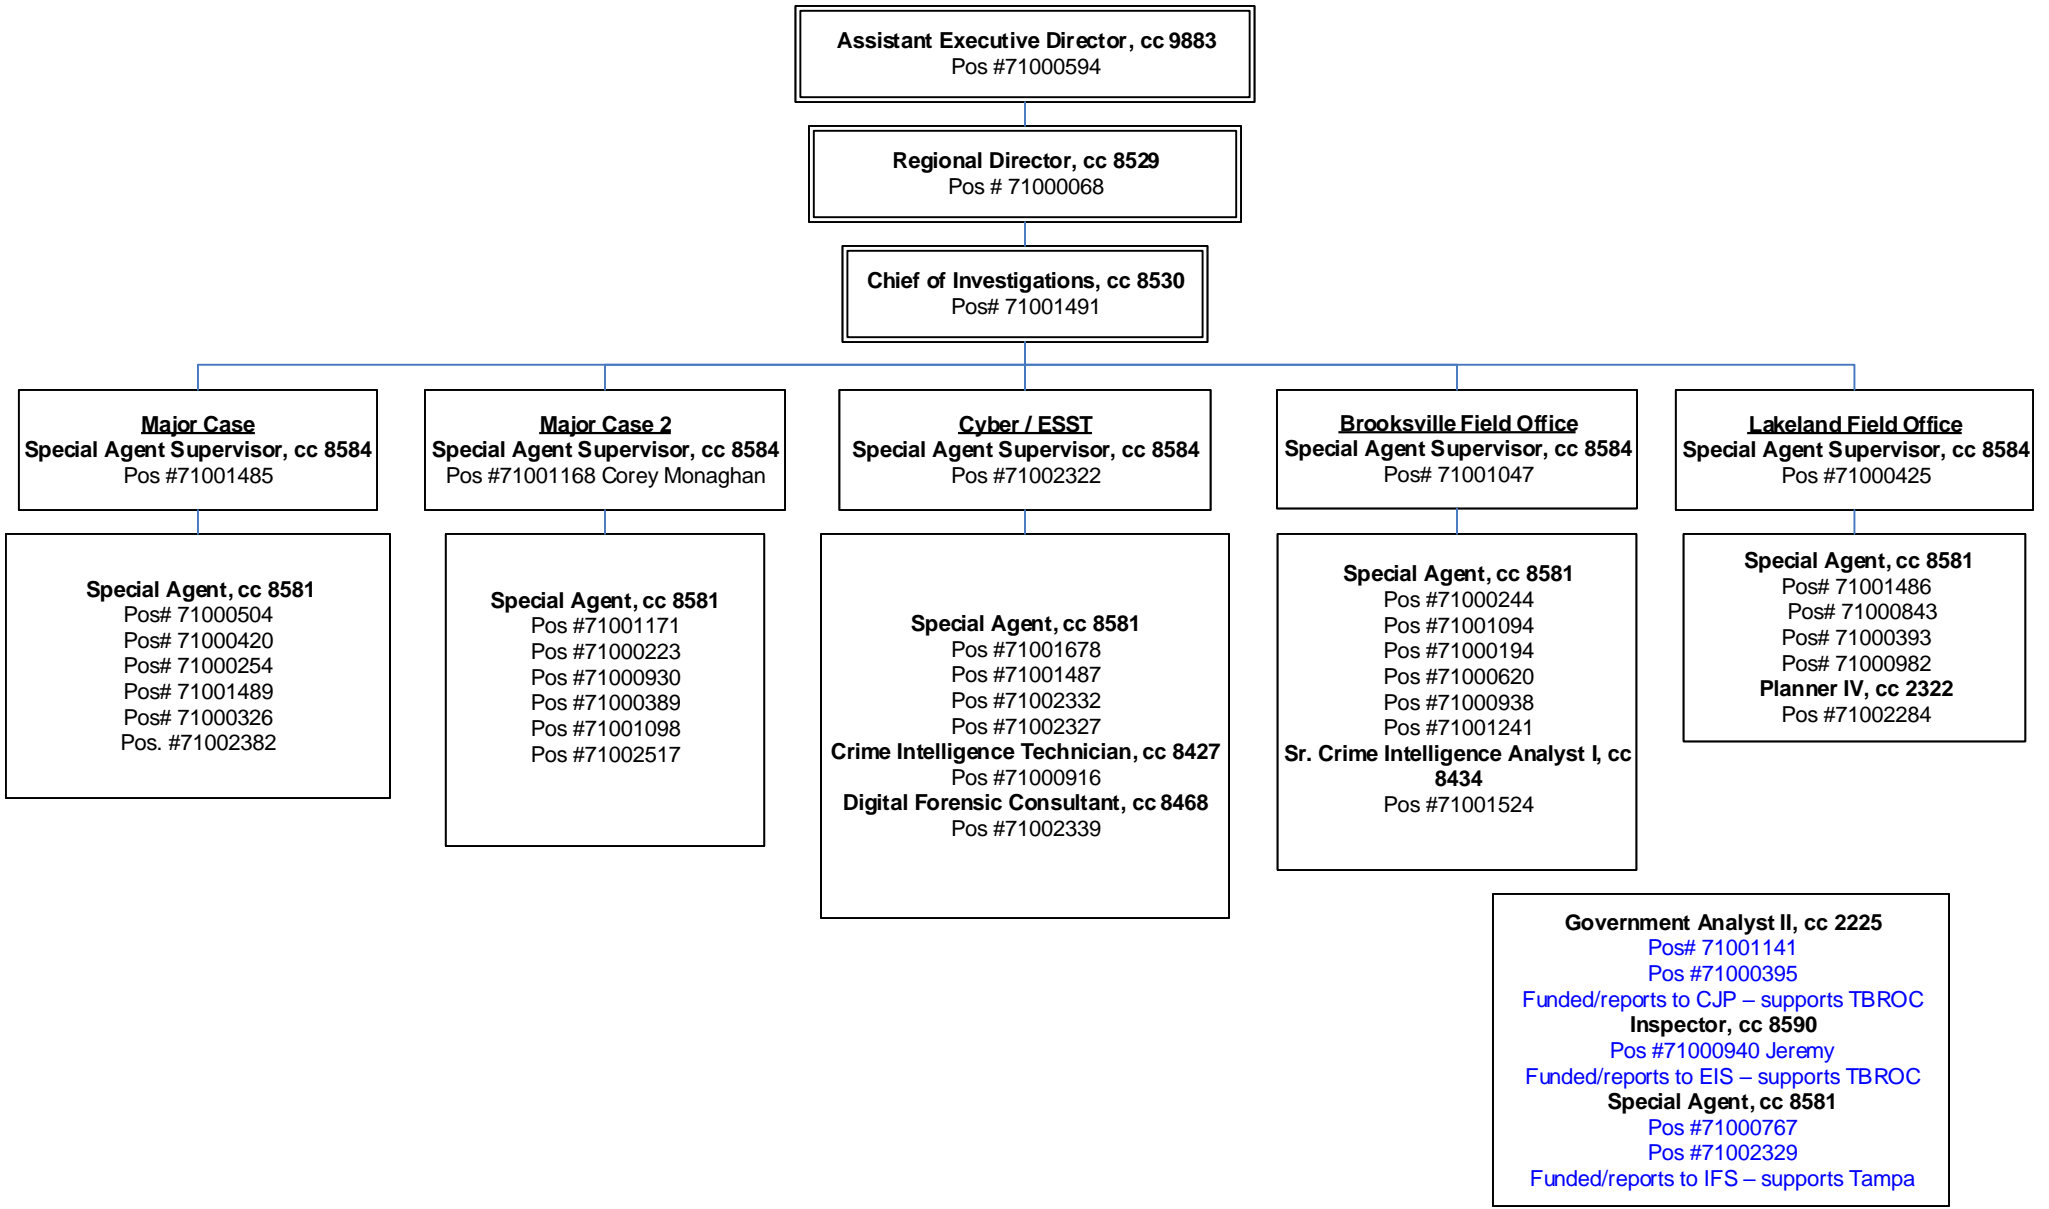 Assistant Executive Director, cc 9883
Pos #71000594
Regional Director, cc 8529
Pos # 71000068
Chief of Investigations, cc 8530
Pos# 71001491
Major Case
Special Agent Supervisor, cc 8584
Pos #71001485
Major Case 2
Special Agent Supervisor, cc 8584
Pos #71001168 Corey Monaghan
Cyber / ESST
Special Agent Supervisor, cc 8584
Pos #71002322
Brooksville Field Office
Special Agent Supervisor, cc 8584
Pos# 71001047
Lakeland Field Office
Special Agent Supervisor, cc 8584
Pos #71000425
Special Agent, cc 8581
Pos# 71000504
Pos# 71000420
Pos# 71000254
Pos# 71001489
Pos# 71000326
Pos. #71002382
Special Agent, cc 8581
Pos #71001171
Pos #71000223
Pos #71000930
Pos #71000389
Pos #71001098
Pos #71002517
Special Agent, cc 8581
Pos #71001678
Pos #71001487
Pos #71002332
Pos #71002327
Crime Intelligence Technician, cc 8427
Pos #71000916
Digital Forensic Consultant, cc 8468
Pos #71002339
Special Agent, cc 8581
Pos #71000244
Pos #71001094
Pos #71000194
Pos #71000620
Pos #71000938
Pos #71001241
Sr. Crime Intelligence Analyst I, cc
8434
Pos #71001524
Special Agent, cc 8581
Pos# 71001486
Pos# 71000843
Pos# 71000393
Pos# 71000982
Planner IV, cc 2322
Pos #71002284
Government Analyst II, cc 2225
Pos# 71001141
Pos #71000395
Funded/reports to CJP – supports TBROC
Inspector, cc 8590
Pos #71000940 Jeremy
Funded/reports to EIS – supports TBROC
Special Agent, cc 8581
Pos #71000767
Pos #71002329
Funded/reports to IFS – supports Tampa